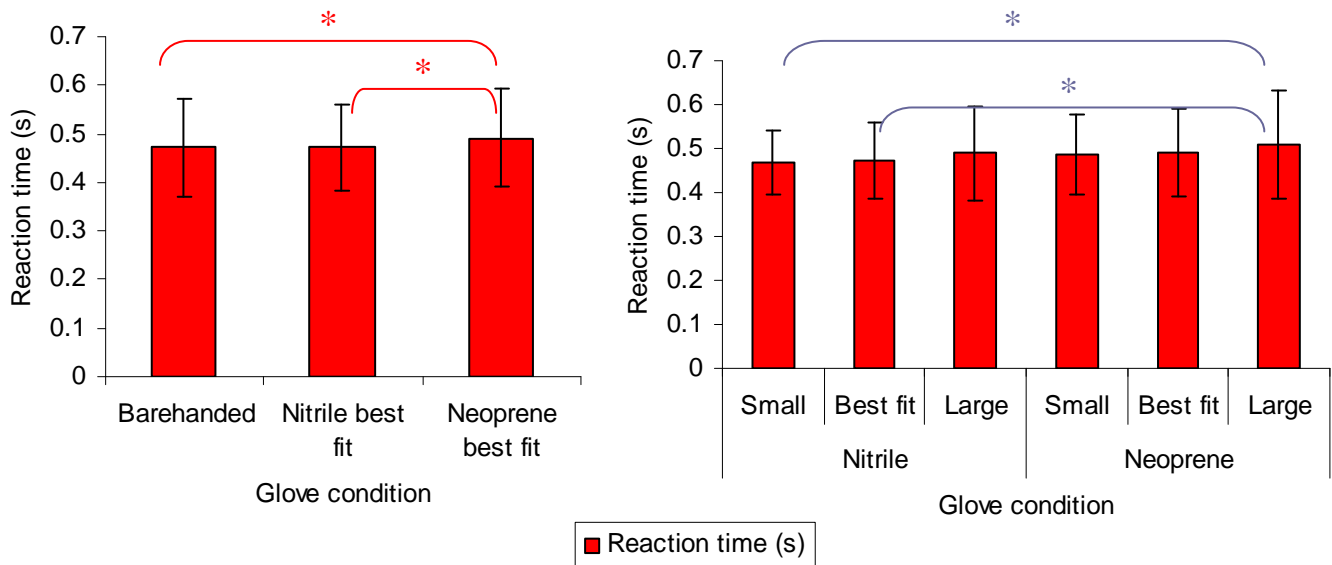 *
*
0.7
0.6
0.5
0.4
0.3
0.2
0.1
0
Reaction time (s)
Barehanded
Nitrile best
fit
Neoprene
best fit
Glove condition
*
*
0.7
0.6
0.5
0.4
0.3
0.2
0.1
0
Reaction time (s)
Small Best fit Large Small Best fit Large
Nitrile Neoprene
Glove condition
Reaction time (s)